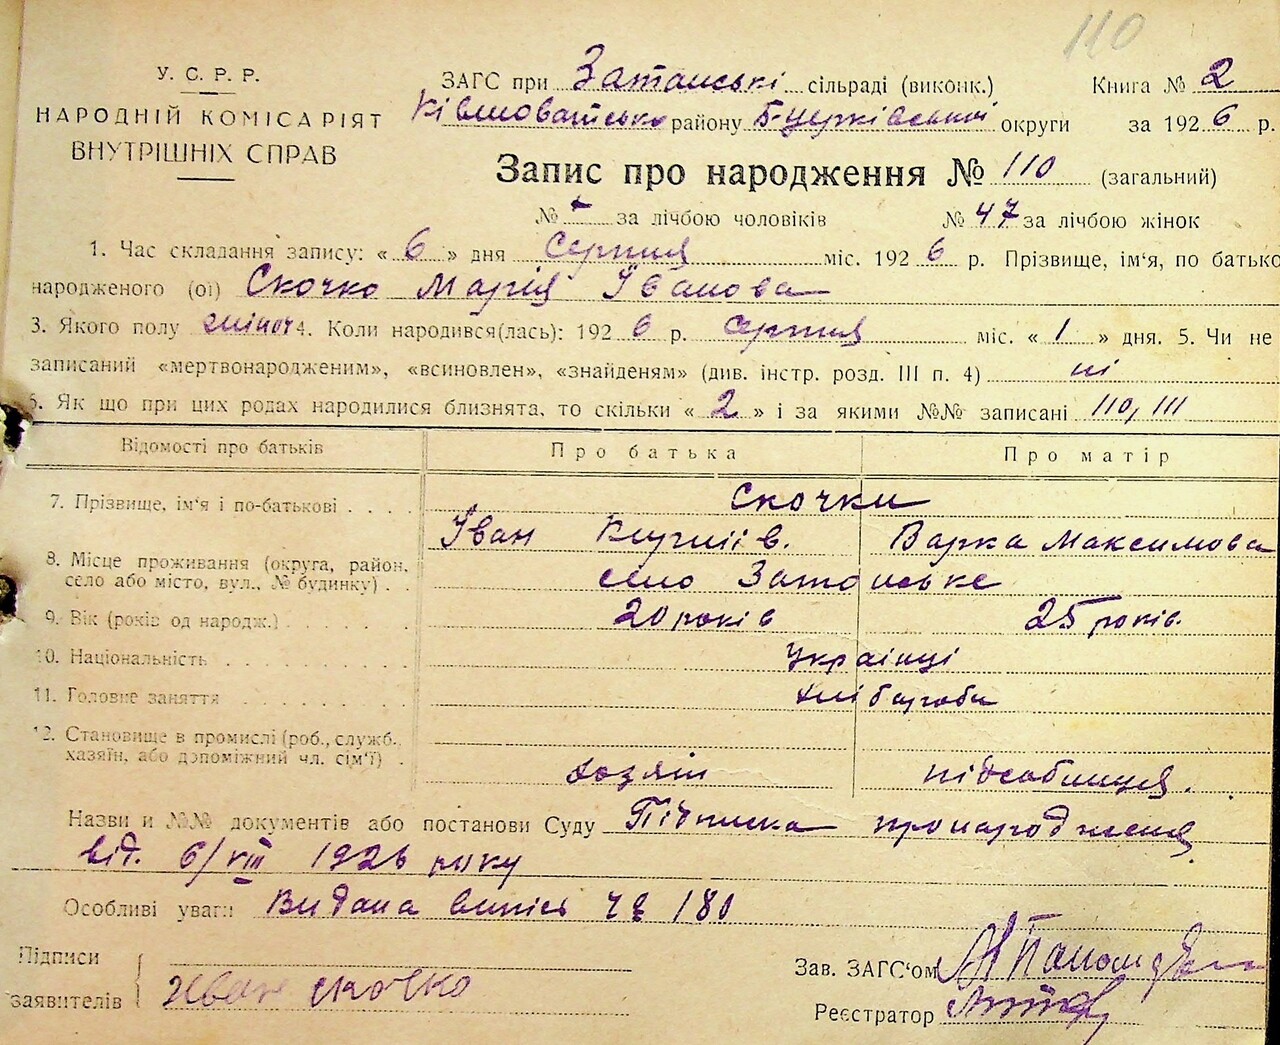 110
У. С. Р. Р.
НАРОДНІЙ КОМІСАРІЯТ
ВНУТРІШНІХ СПРАВ
ЗАГС при Затонські сільраді (виконк.) Книга № 2
району Б-церківській округи за 1926 р.
Запис про народження № 110 (загальний)
№ за лічбою чоловіків № 47 за лічбою жінок
1. Час складання запису: « 6 » дня Серпня міс. 1926 р. Прізвище, ім'я, по батько
народженого (ої) Скочко Марія Іванова
3. Якого полу жіноч 4. Коли народився(лась): 1926 р. серпня міс. « 1 » дня. 5. Чи не
записаний «мертвонародженим», «всиновлен», «знайденям» (див. інстр. розд. III п. 4) ні
6. Як що при цих родах народилися близнята, то скільки « 2 » і за якими №№ записані 110, 111
Відомості про батьків Про батька Про матір
7. Прізвище, ім'я і по-батькові . . . . Скочки
Іван Варка Максимова
8. Місце проживання (округа, район,
село або місто, вул., № будинку) . . село Затонське
9. Вік (років од народж.) 20 років 25 років
10. Національність Українці
11. Головне заняття хлібороби
12. Становище в промислі (роб., служб.,
хазяїн, або допоміжний чл. сім'ї) . хозяїн підсобниця.
Назви и №№ документів або постанови Суду Підписка про народження
від. 6/VIII 1926 року
Особливі уваги Видана випись 180
Підписи
заявителів Иван скочко
Зав. ЗАГС'ом
Реєстратор